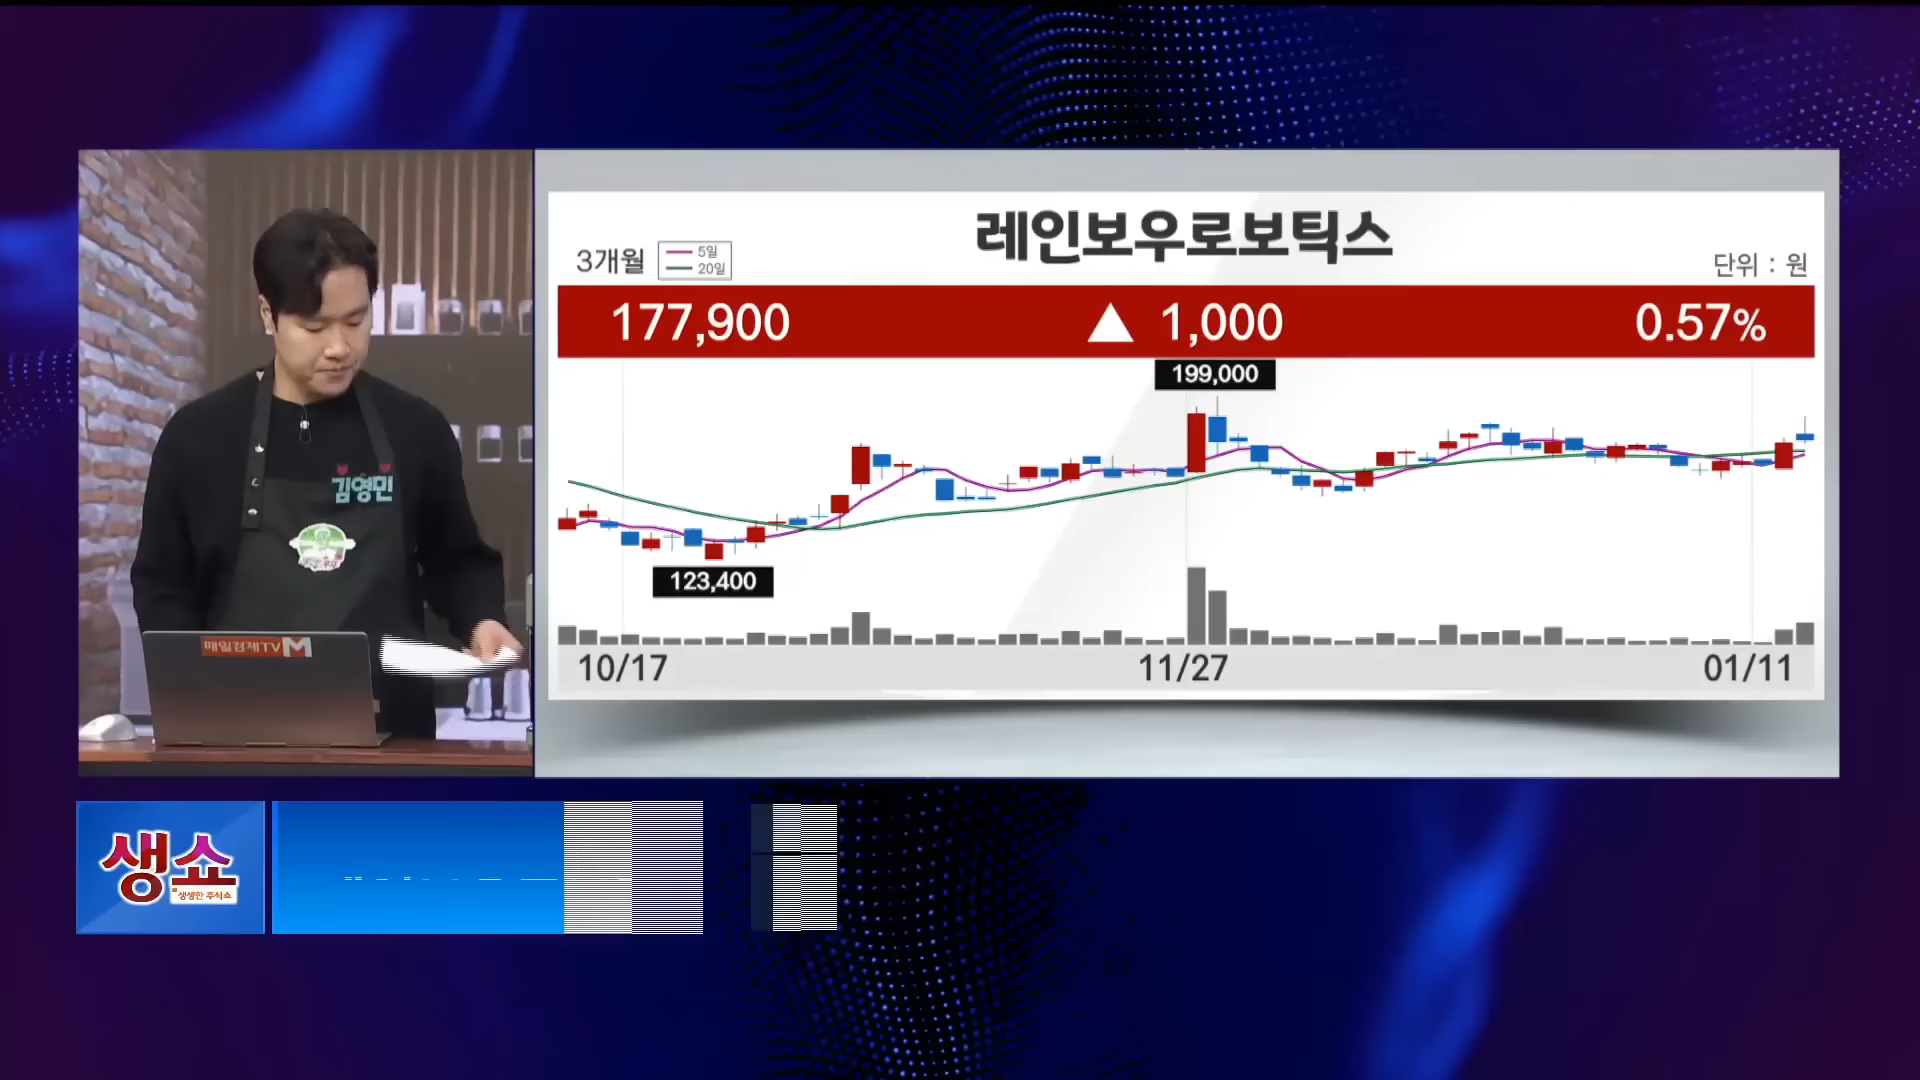 레인보우로보틱스
3개월
5일
20일
단위 : 원
177,900 ▲ 1,000 0.57%
199,000
123,400
10/17 11/27 01/11
김영민
매일경제TV M
생쇼
생생한 주식쇼